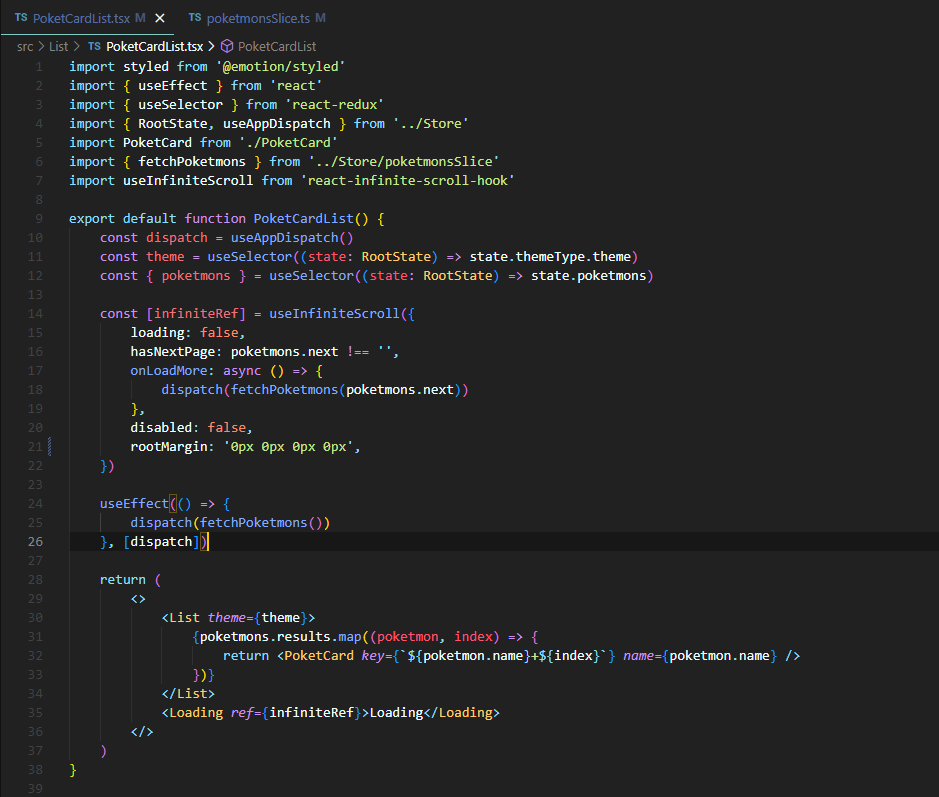 TS PoketCardList.tsx M × TS poketmonsSlice.ts M
src > List > TS PoketCardList.tsx > PoketCardList
1 import styled from '@emotion/styled'
2 import { useEffect } from 'react'
3 import { useSelector } from 'react-redux'
4 import { RootState, useAppDispatch } from '../Store'
5 import PoketCard from './PoketCard'
6 import { fetchPoketmons } from '../Store/poketmonsSlice'
7 import useInfiniteScroll from 'react-infinite-scroll-hook'
8
9 export default function PoketCardList() {
10     const dispatch = useAppDispatch()
11     const theme = useSelector((state: RootState) => state.themeType.theme)
12     const { poketmons } = useSelector((state: RootState) => state.poketmons)
13
14     const [infiniteRef] = useInfiniteScroll({
15         loading: false,
16         hasNextPage: poketmons.next !== '',
17         onLoadMore: async () => {
18             dispatch(fetchPoketmons(poketmons.next))
19         },
20         disabled: false,
21         rootMargin: '0px 0px 0px 0px',
22     })
23
24     useEffect(() => {
25         dispatch(fetchPoketmons())
26     }, [dispatch])
27
28     return (
29         <>
30             <List theme={theme}>
31                 {poketmons.results.map((poketmon, index) => {
32                     return <PoketCard key={`${poketmon.name}+${index}`} name={poketmon.name} />
33                 })}
34             </List>
35             <Loading ref={infiniteRef}>Loading</Loading>
36         </>
37     )
38 }
39